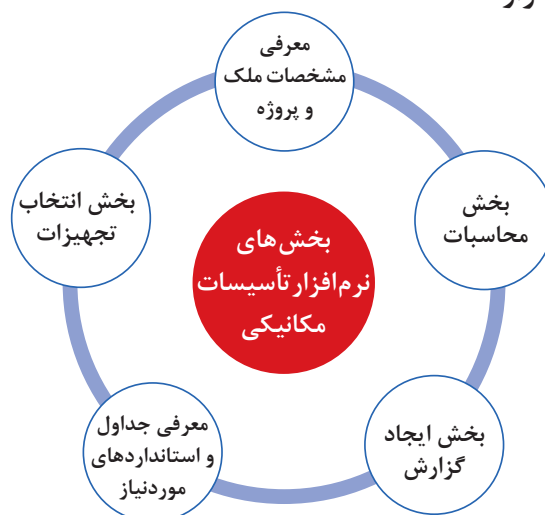 معرفی
مشخصات ملک
و پروژه
بخش
محاسبات
بخش انتخاب
تجهیزات
بخش‌های
نرم‌افزار تأسیسات
مکانیکی
معرفی جداول
و استانداردهای
موردنیاز
بخش ایجاد
گزارش